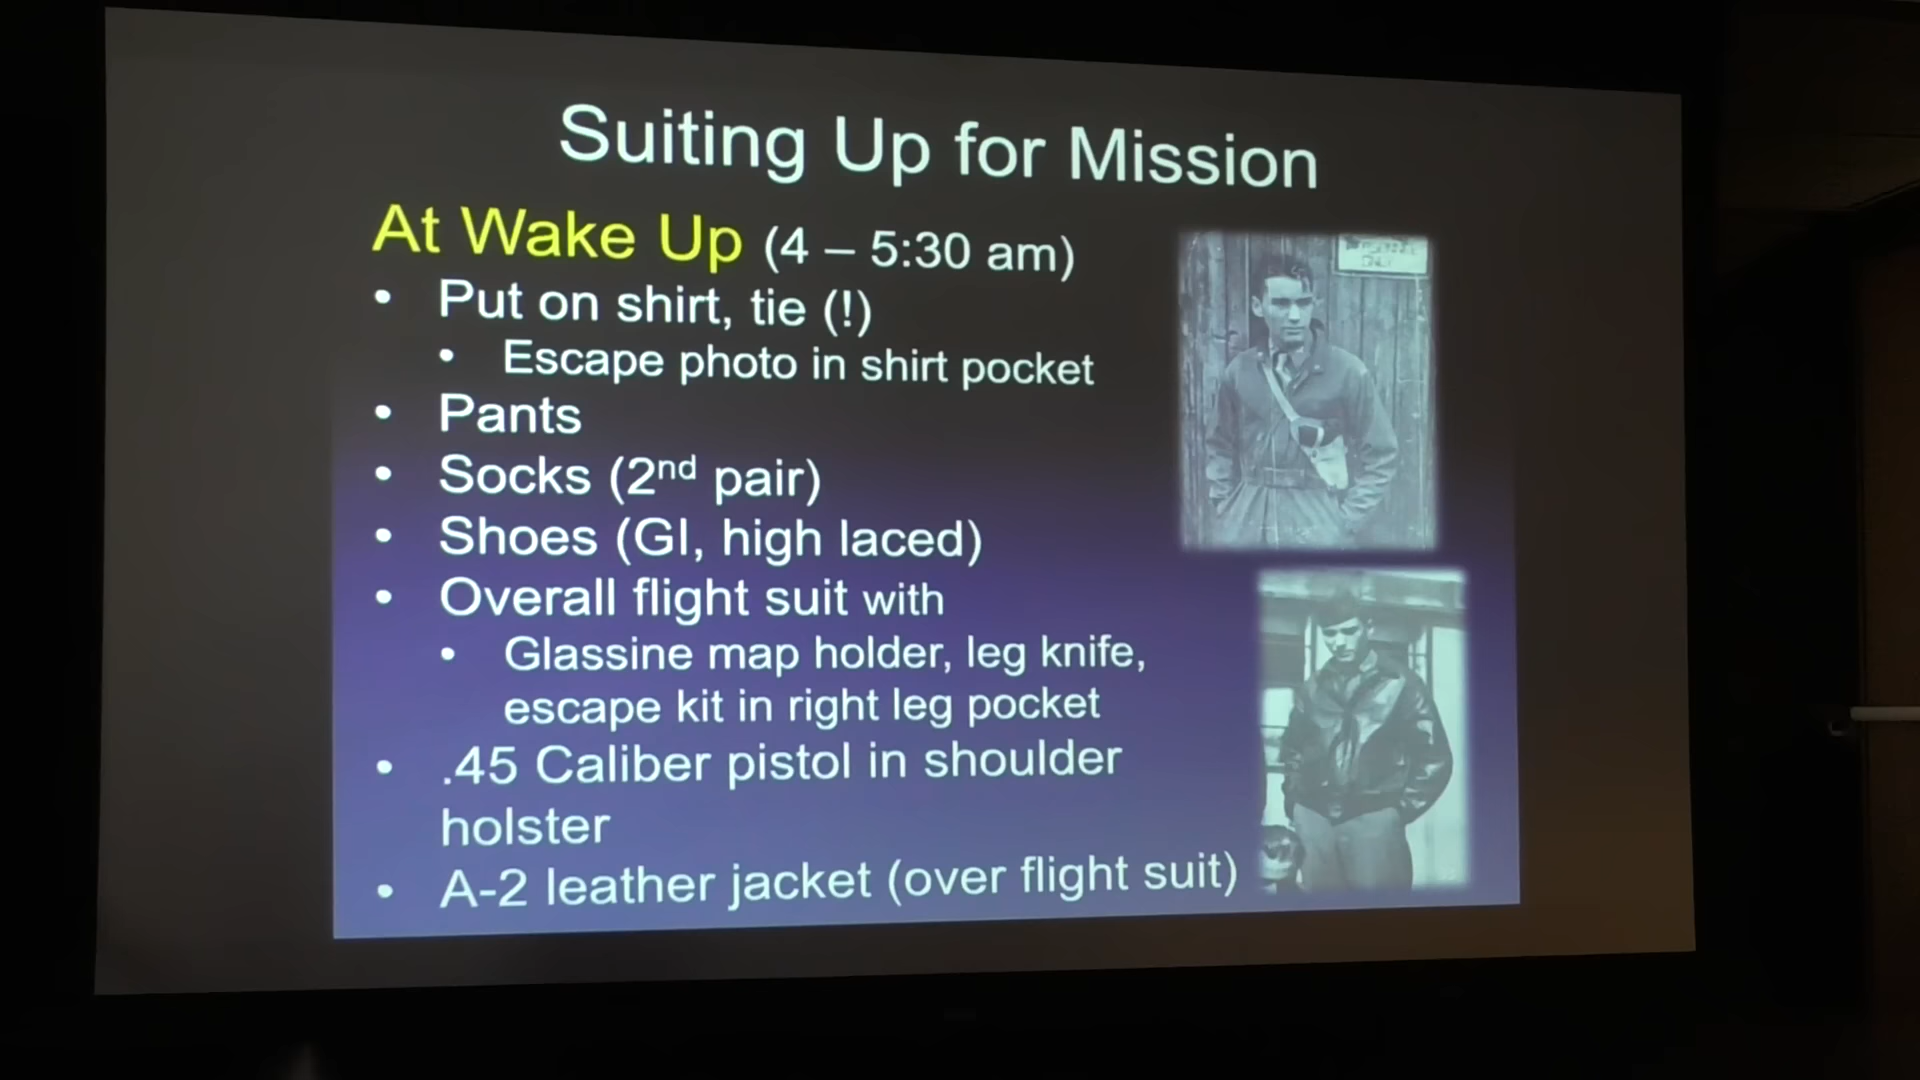 Suiting Up for Mission
At Wake Up (4 – 5:30 am)
• Put on shirt, tie (!)
• Escape photo in shirt pocket
• Pants
• Socks (2nd pair)
• Shoes (GI, high laced)
• Overall flight suit with
• Glassine map holder, leg knife,
escape kit in right leg pocket
• .45 Caliber pistol in shoulder
holster
• A-2 leather jacket (over flight suit)
ONLY